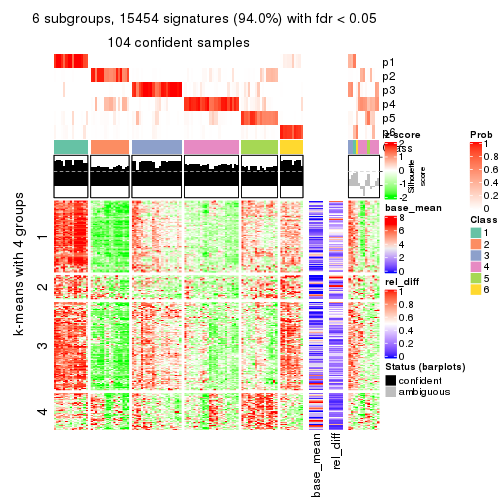 6 subgroups, 15454 signatures (94.0%) with fdr < 0.05
104 confident samples
p1
p2
p3
p4
p5
p6
Class
z-score
2
1
0
-1
-2
Silhouette
score
base_mean
8
6
4
2
0
rel_diff
1
0.8
0.6
0.4
0.2
0
Status (barplots)
confident
ambiguous
Prob
1
0.8
0.6
0.4
0.2
0
Class
1
2
3
4
5
6
k-means with 4 groups
1
2
3
4
base_mean
rel_diff